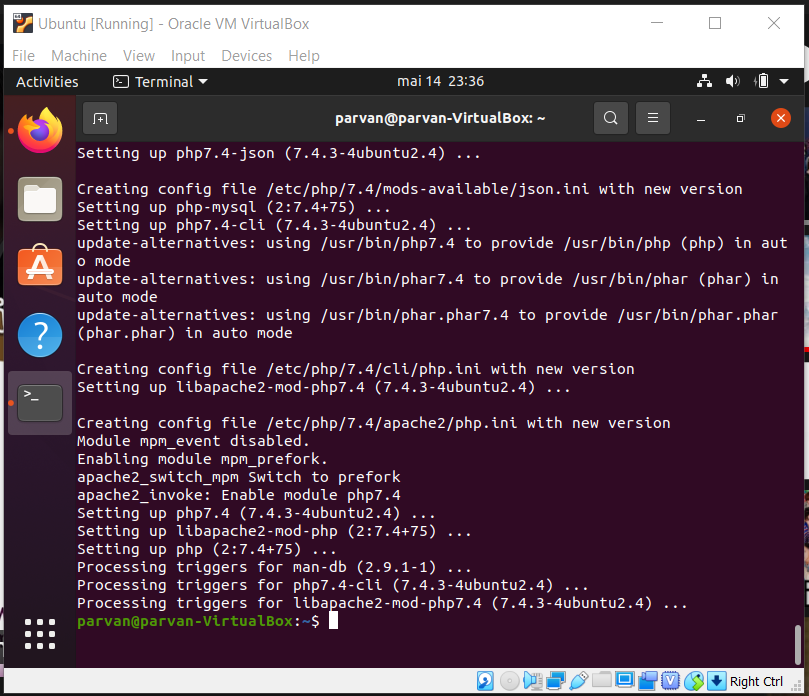 Ubuntu [Running] - Oracle VM VirtualBox
File Machine View Input Devices Help
Activities Terminal mai 14 23:36
parvan@parvan-VirtualBox: ~
Setting up php7.4-json (7.4.3-4ubuntu2.4) ...
Creating config file /etc/php/7.4/mods-available/json.ini with new version
Setting up php-mysql (2:7.4+75) ...
Setting up php7.4-cli (7.4.3-4ubuntu2.4) ...
update-alternatives: using /usr/bin/php7.4 to provide /usr/bin/php (php) in aut
o mode
update-alternatives: using /usr/bin/phar7.4 to provide /usr/bin/phar (phar) in
auto mode
update-alternatives: using /usr/bin/phar.phar7.4 to provide /usr/bin/phar.phar
(phar.phar) in auto mode
Creating config file /etc/php/7.4/cli/php.ini with new version
Setting up libapache2-mod-php7.4 (7.4.3-4ubuntu2.4) ...
Creating config file /etc/php/7.4/apache2/php.ini with new version
Module mpm_event disabled.
Enabling module mpm_prefork.
apache2_switch_mpm Switch to prefork
apache2_invoke: Enable module php7.4
Setting up php7.4 (7.4.3-4ubuntu2.4) ...
Setting up libapache2-mod-php (2:7.4+75) ...
Setting up php (2:7.4+75) ...
Processing triggers for man-db (2.9.1-1) ...
Processing triggers for php7.4-cli (7.4.3-4ubuntu2.4) ...
Processing triggers for libapache2-mod-php7.4 (7.4.3-4ubuntu2.4) ...
parvan@parvan-VirtualBox:~$
Right Ctrl